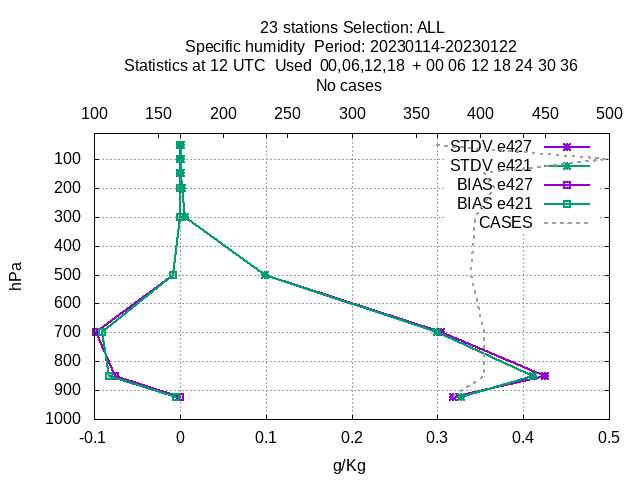 23 stations Selection: ALL
Specific humidity  Period: 20230114-20230122
Statistics at 12 UTC  Used  00,06,12,18  + 00 06 12 18 24 30 36
No cases
100 150 200 250 300 350 400 450 500
STDV e427
STDV e421
BIAS e427
BIAS e421
CASES
hPa
100
200
300
400
500
600
700
800
900
1000
-0.1 0 0.1 0.2 0.3 0.4 0.5
g/Kg